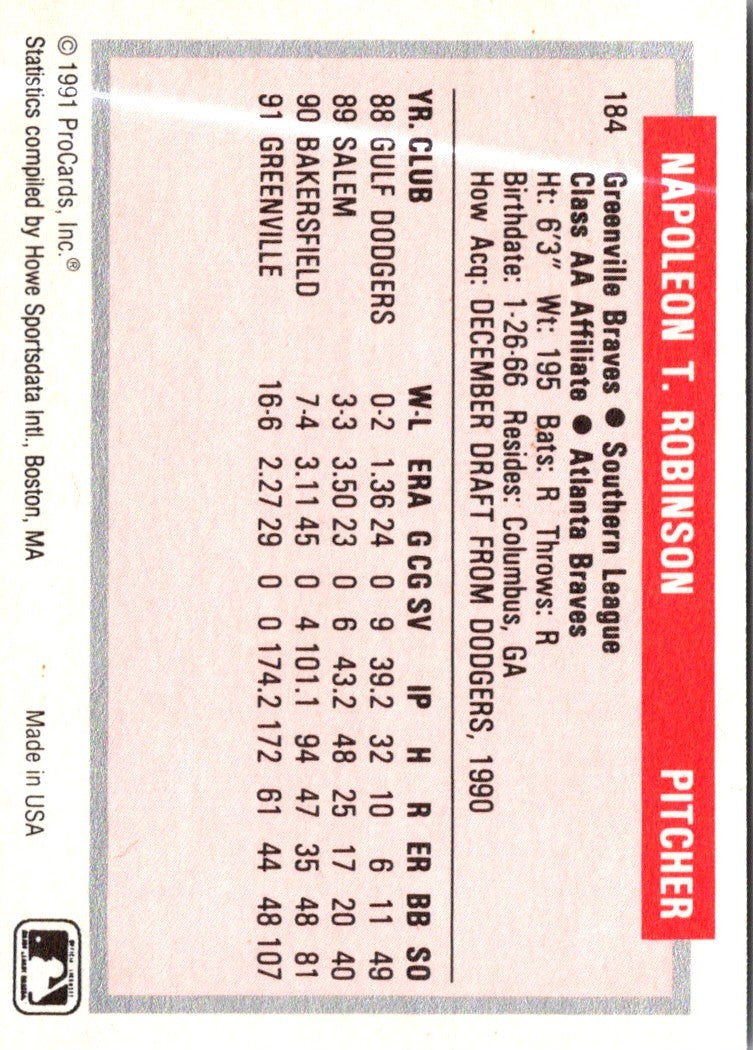 NAPOLEON T. ROBINSON PITCHER
184 Greenville Braves ● Southern League
Class AA Affiliate ● Atlanta Braves
Ht: 6'3" Wt: 195 Bats: R Throws: R
Birthdate: 1-26-66 Resides: Columbus, GA
How Acq: DECEMBER DRAFT FROM DODGERS, 1990
YR. CLUB W-L ERA G CG SV IP H R ER BB SO
88 GULF DODGERS 0-2 1.36 24 0 9 39.2 32 10 6 11 49
89 SALEM 3-3 3.50 23 0 6 43.2 48 25 17 20 40
90 BAKERSFIELD 7-4 3.11 45 0 4 101.1 94 47 35 48 81
91 GREENVILLE 16-6 2.27 29 0 0 174.2 172 61 44 48 107
© 1991 ProCards, Inc.®
Statistics compiled by Howe Sportsdata Intl., Boston, MA Made in USA